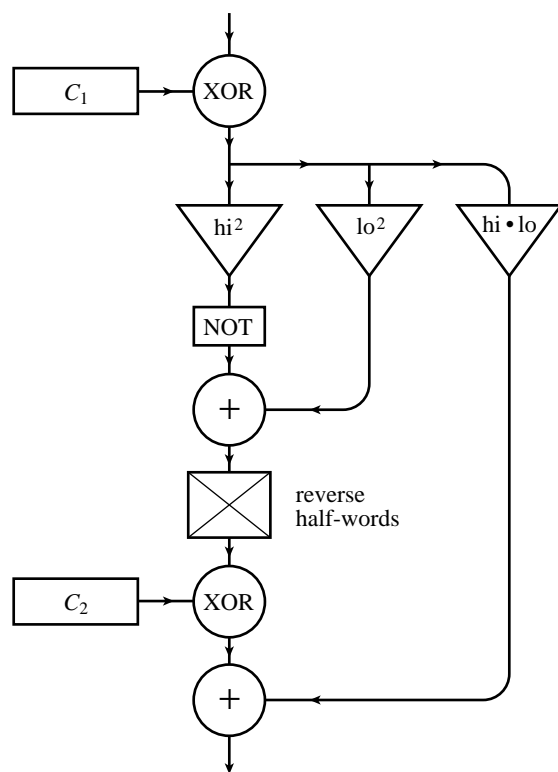 XOR
C₁
hi² lo² hi • lo
NOT
+
reverse
half-words
C₂ XOR
+